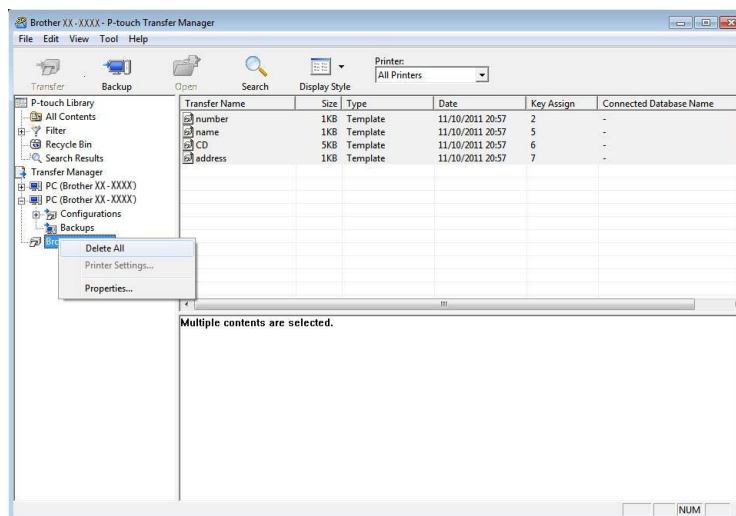 Brother XX-XXXX - P-touch Transfer Manager
File Edit View Tool Help
Transfer Backup Open Search Display Style
Printer:
All Printers
P-touch Library
All Contents
Filter
Recycle Bin
Search Results
Transfer Manager
PC (Brother XX-XXXX)
PC (Brother XX-XXXX)
Configurations
Backups
Delete All
Printer Settings...
Properties...
Transfer Name Size Type Date Key Assign Connected Database Name
number 1KB Template 11/10/2011 20:57 2 -
name 1KB Template 11/10/2011 20:57 5 -
CD 5KB Template 11/10/2011 20:57 6 -
address 1KB Template 11/10/2011 20:57 7 -
Multiple contents are selected.
NUM